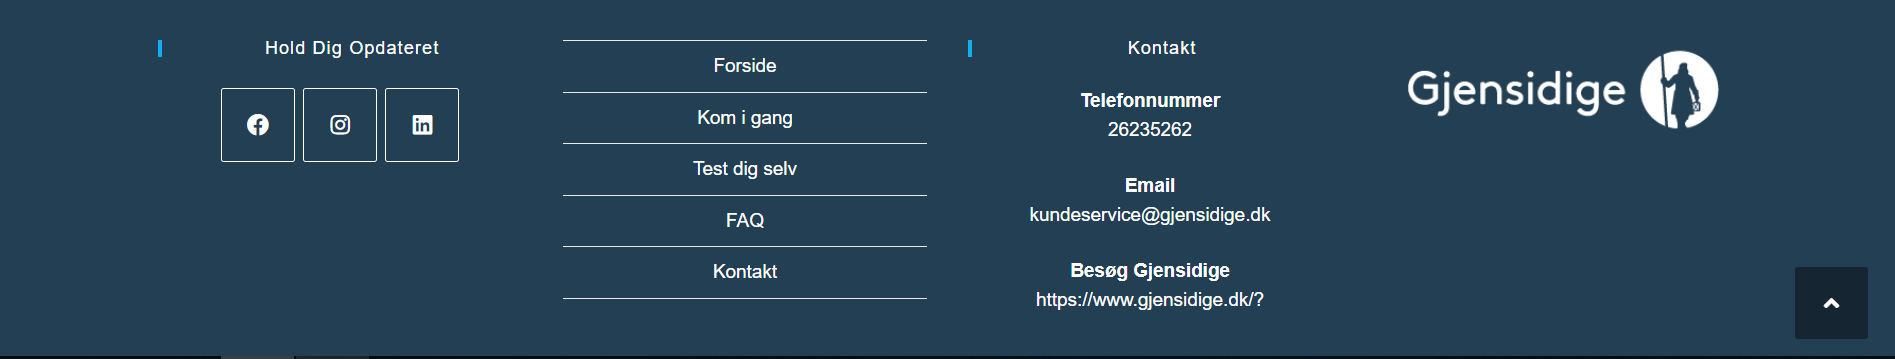 Hold Dig Opdateret
Forside
Kom i gang
Test dig selv
FAQ
Kontakt
Kontakt
Telefonnummer
26235262
Email
kundeservice@gjensidige.dk
Besøg Gjensidige
https://www.gjensidige.dk/?
Gjensidige